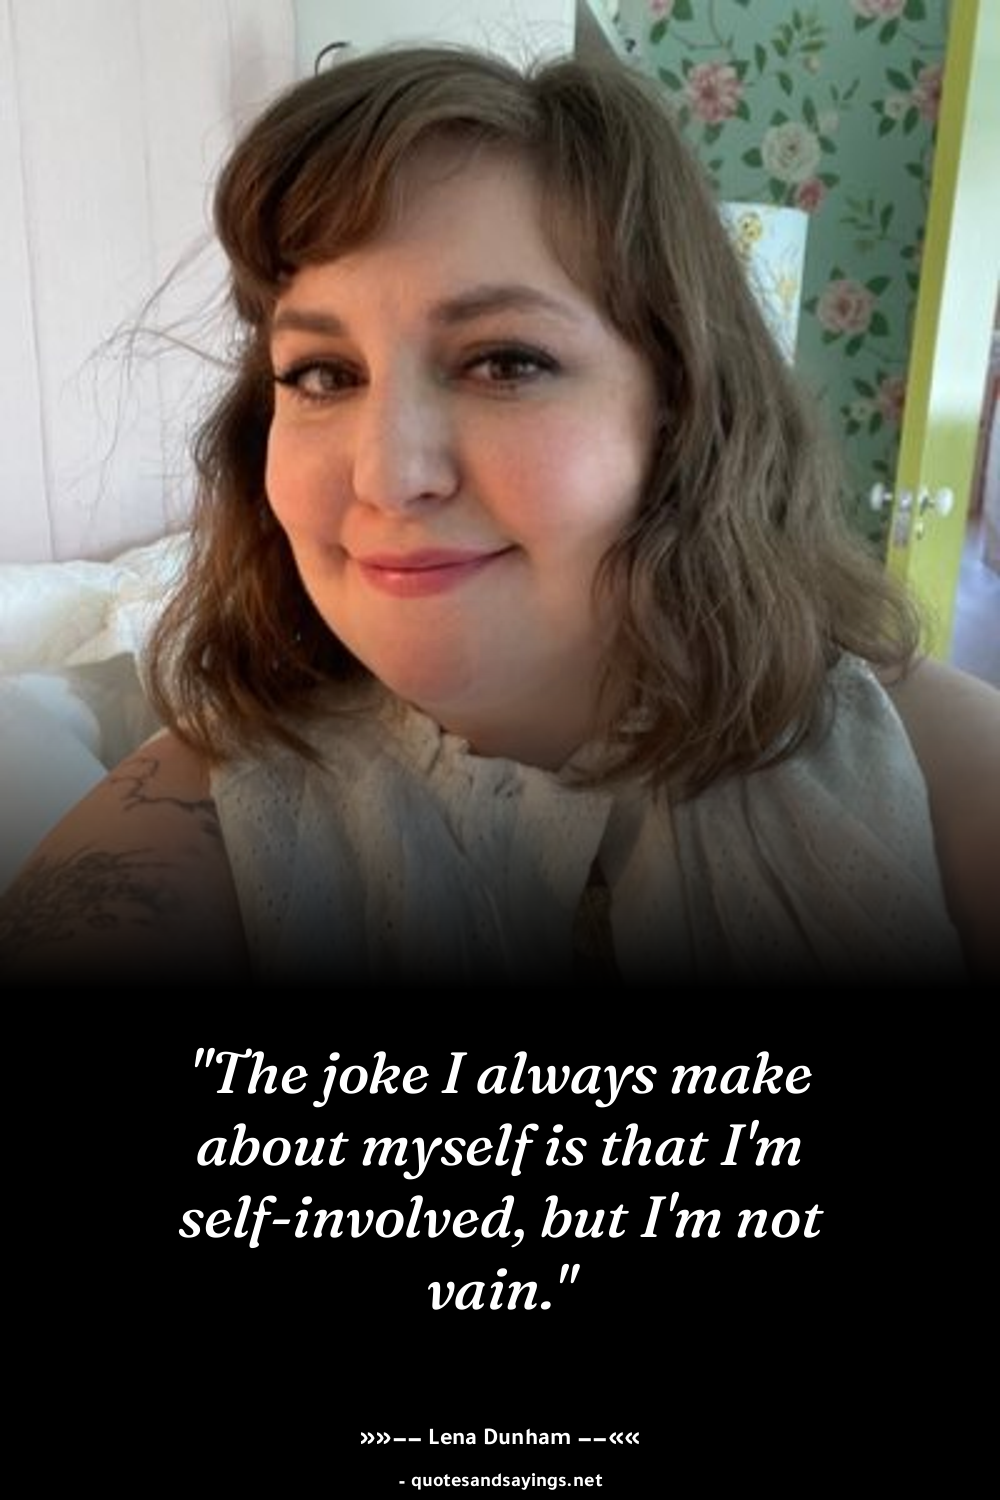 "The joke I always make
about myself is that I'm
self-involved, but I'm not
vain."
»»–– Lena Dunham ––««
- quotesandsayings.net